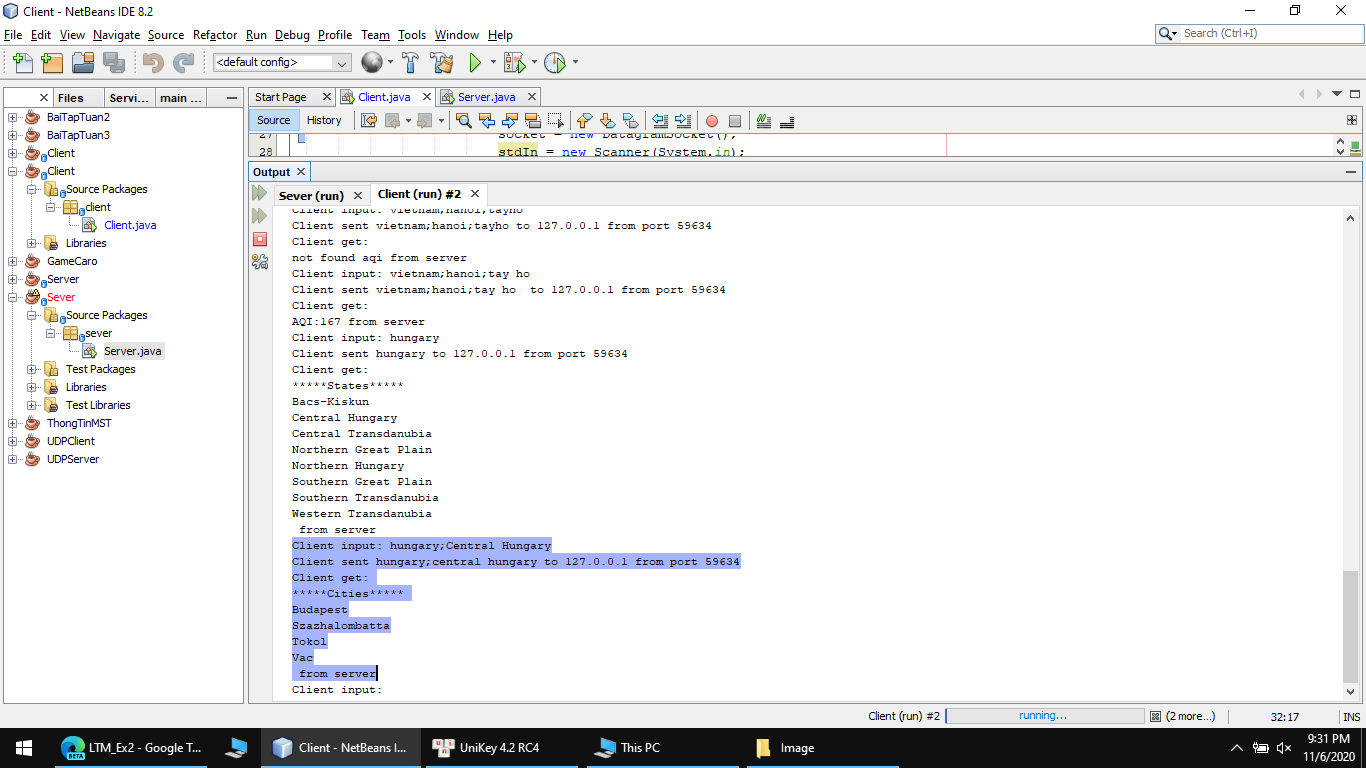 Client - NetBeans IDE 8.2
File Edit View Navigate Source Refactor Run Debug Profile Team Tools Window Help
Search (Ctrl+I)
<default config>
Files Servi... main ...
BaiTapTuan2
BaiTapTuan3
Client
Client
Source Packages
client
Client.java
Libraries
GameCaro
Server
Sever
Source Packages
sever
Server.java
Test Packages
Libraries
Test Libraries
ThongTinMST
UDPClient
UDPServer
Start Page Client.java Server.java
Source History
27 socket = new DatagramSocket();
28 stdIn = new Scanner(System.in);
Output
Sever (run) Client (run) #2
Client input: vietnam;hanoi;tayho
Client sent vietnam;hanoi;tayho to 127.0.0.1 from port 59634
Client get:
not found aqi from server
Client input: vietnam;hanoi;tay ho
Client sent vietnam;hanoi;tay ho  to 127.0.0.1 from port 59634
Client get:
AQI:167 from server
Client input: hungary
Client sent hungary to 127.0.0.1 from port 59634
Client get:
*****States*****
Bacs-Kiskun
Central Hungary
Central Transdanubia
Northern Great Plain
Northern Hungary
Southern Great Plain
Southern Transdanubia
Western Transdanubia
from server
Client input: hungary;Central Hungary
Client sent hungary;central hungary to 127.0.0.1 from port 59634
Client get:
*****Cities*****
Budapest
Szazhalombatta
Tokol
Vac
from server
Client input:
Client (run) #2 running... (2 more...) 32:17 INS
LTM_Ex2 - Google T... Client - NetBeans I... UniKey 4.2 RC4 This PC Image
9:31 PM
11/6/2020